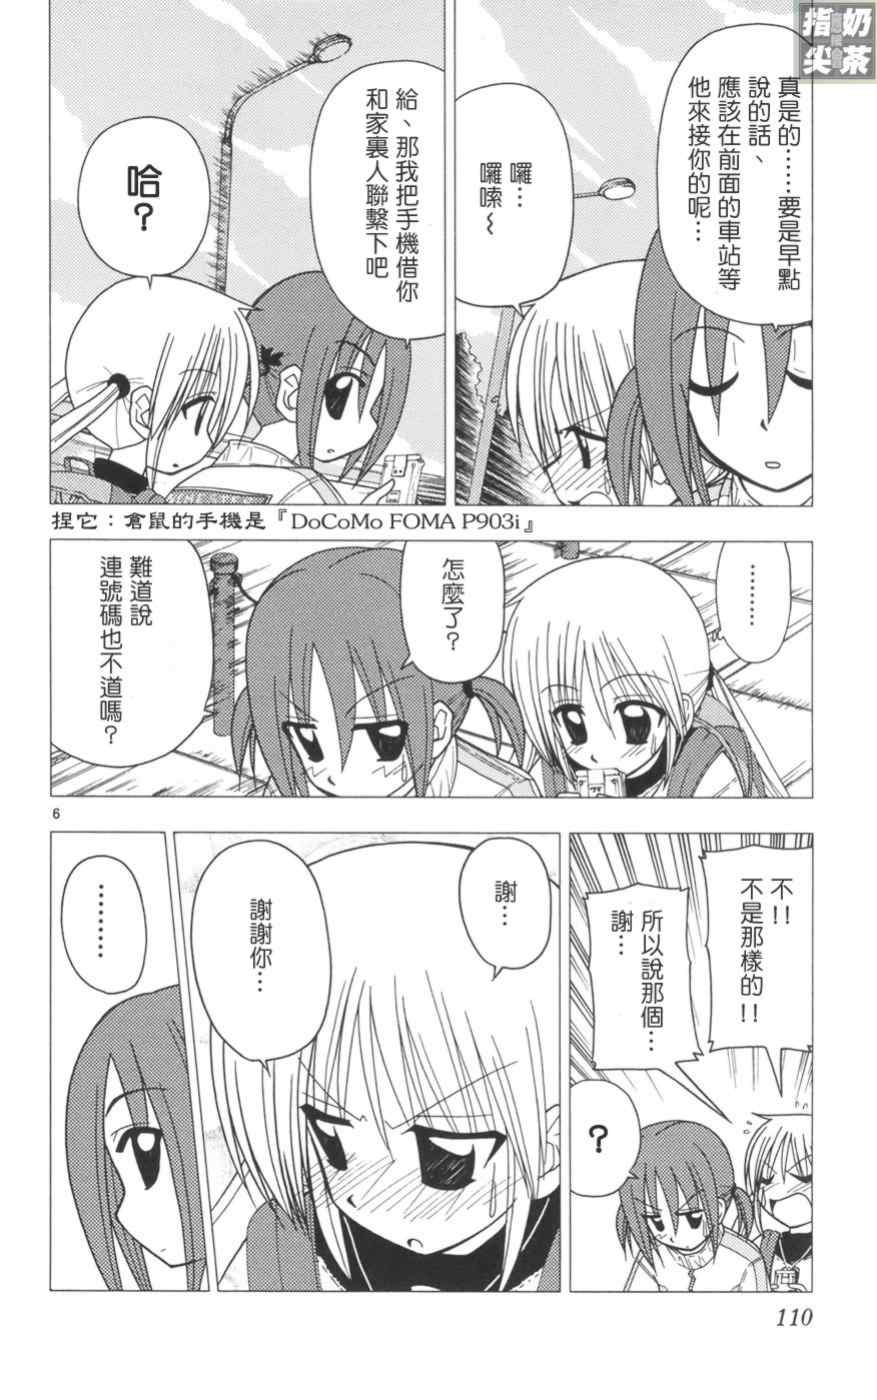 指奶
尖茶
真是的……要是早點
說的話、
應該在前面的車站等
他來接你的呢…
囉…
囉嗦~
給、那我把手機借你
和家裏人聯繫下吧
哈?
捏它：倉鼠的手機是『DoCoMo FOMA P903i』
………
怎麼了?
難道說
連號碼也不道嗎?
6
不!!
不是那樣的!!
所以說那個…
謝…
?
謝…
謝謝你…
………
110